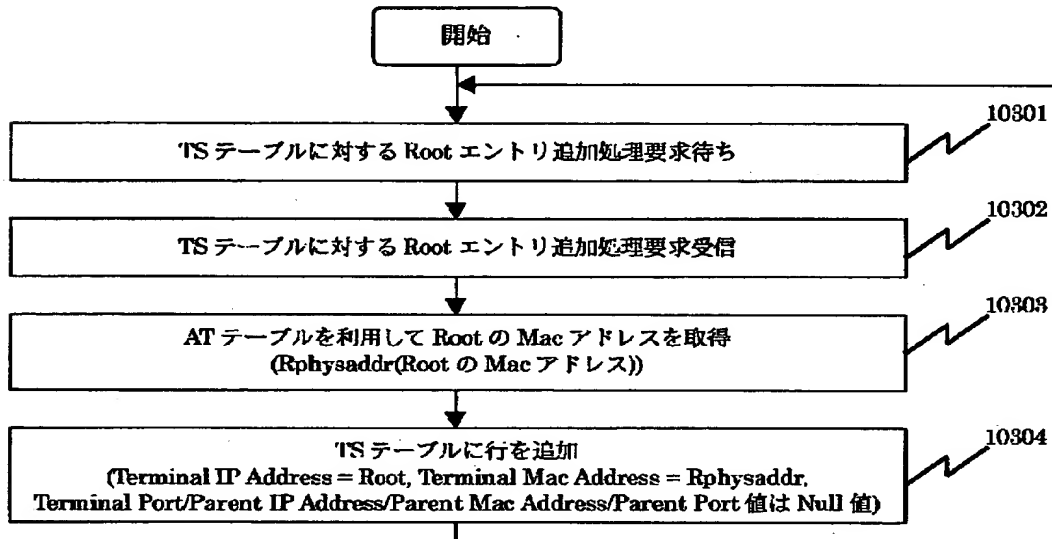 開始
10301
TSテーブルに対する Root エントリ追加処理要求待ち
10302
TSテーブルに対する Root エントリ追加処理要求受信
10303
AT テーブルを利用して Root の Mac アドレスを取得
(Rphysaddr(Root の Mac アドレス))
10304
TS テーブルに行を追加
(Terminal IP Address = Root, Terminal Mac Address = Rphysaddr,
Terminal Port/Parent IP Address/Parent Mac Address/Parent Port 値は Null 値)